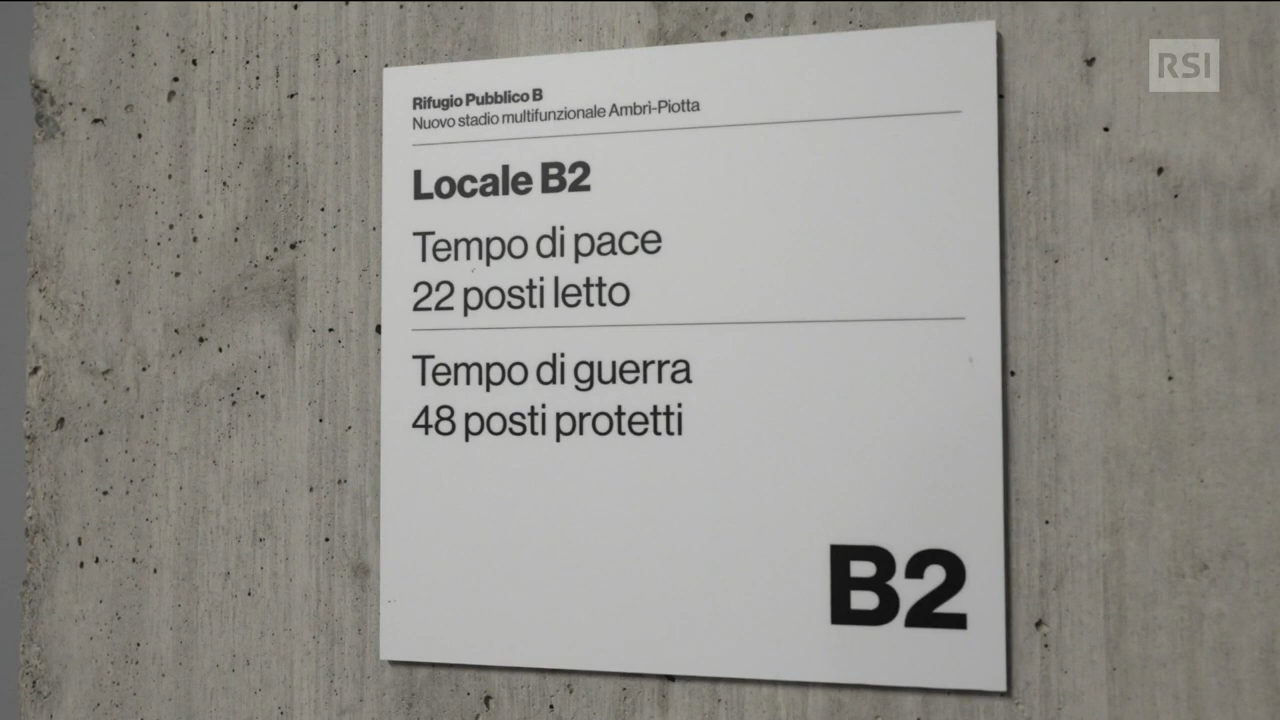 RSI
Rifugio Pubblico B
Nuovo stadio multifunzionale Ambrì-Piotta
Locale B2
Tempo di pace
22 posti letto
Tempo di guerra
48 posti protetti
B2